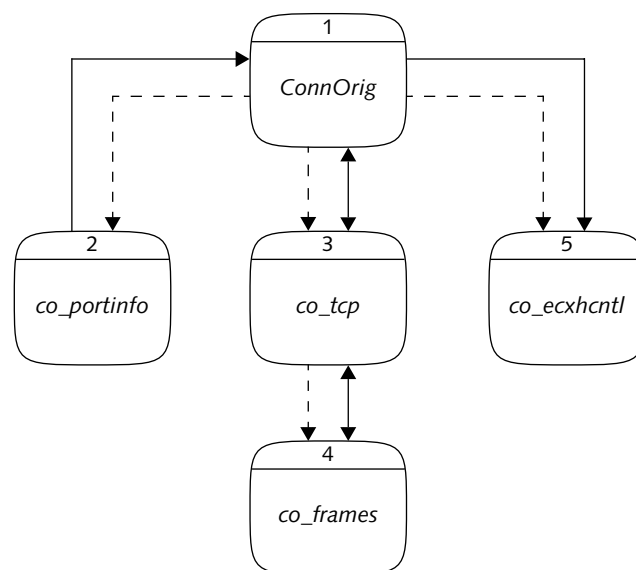 1
ConnOrig
2
co_portinfo
3
co_tcp
5
co_ecxhcntl
4
co_frames